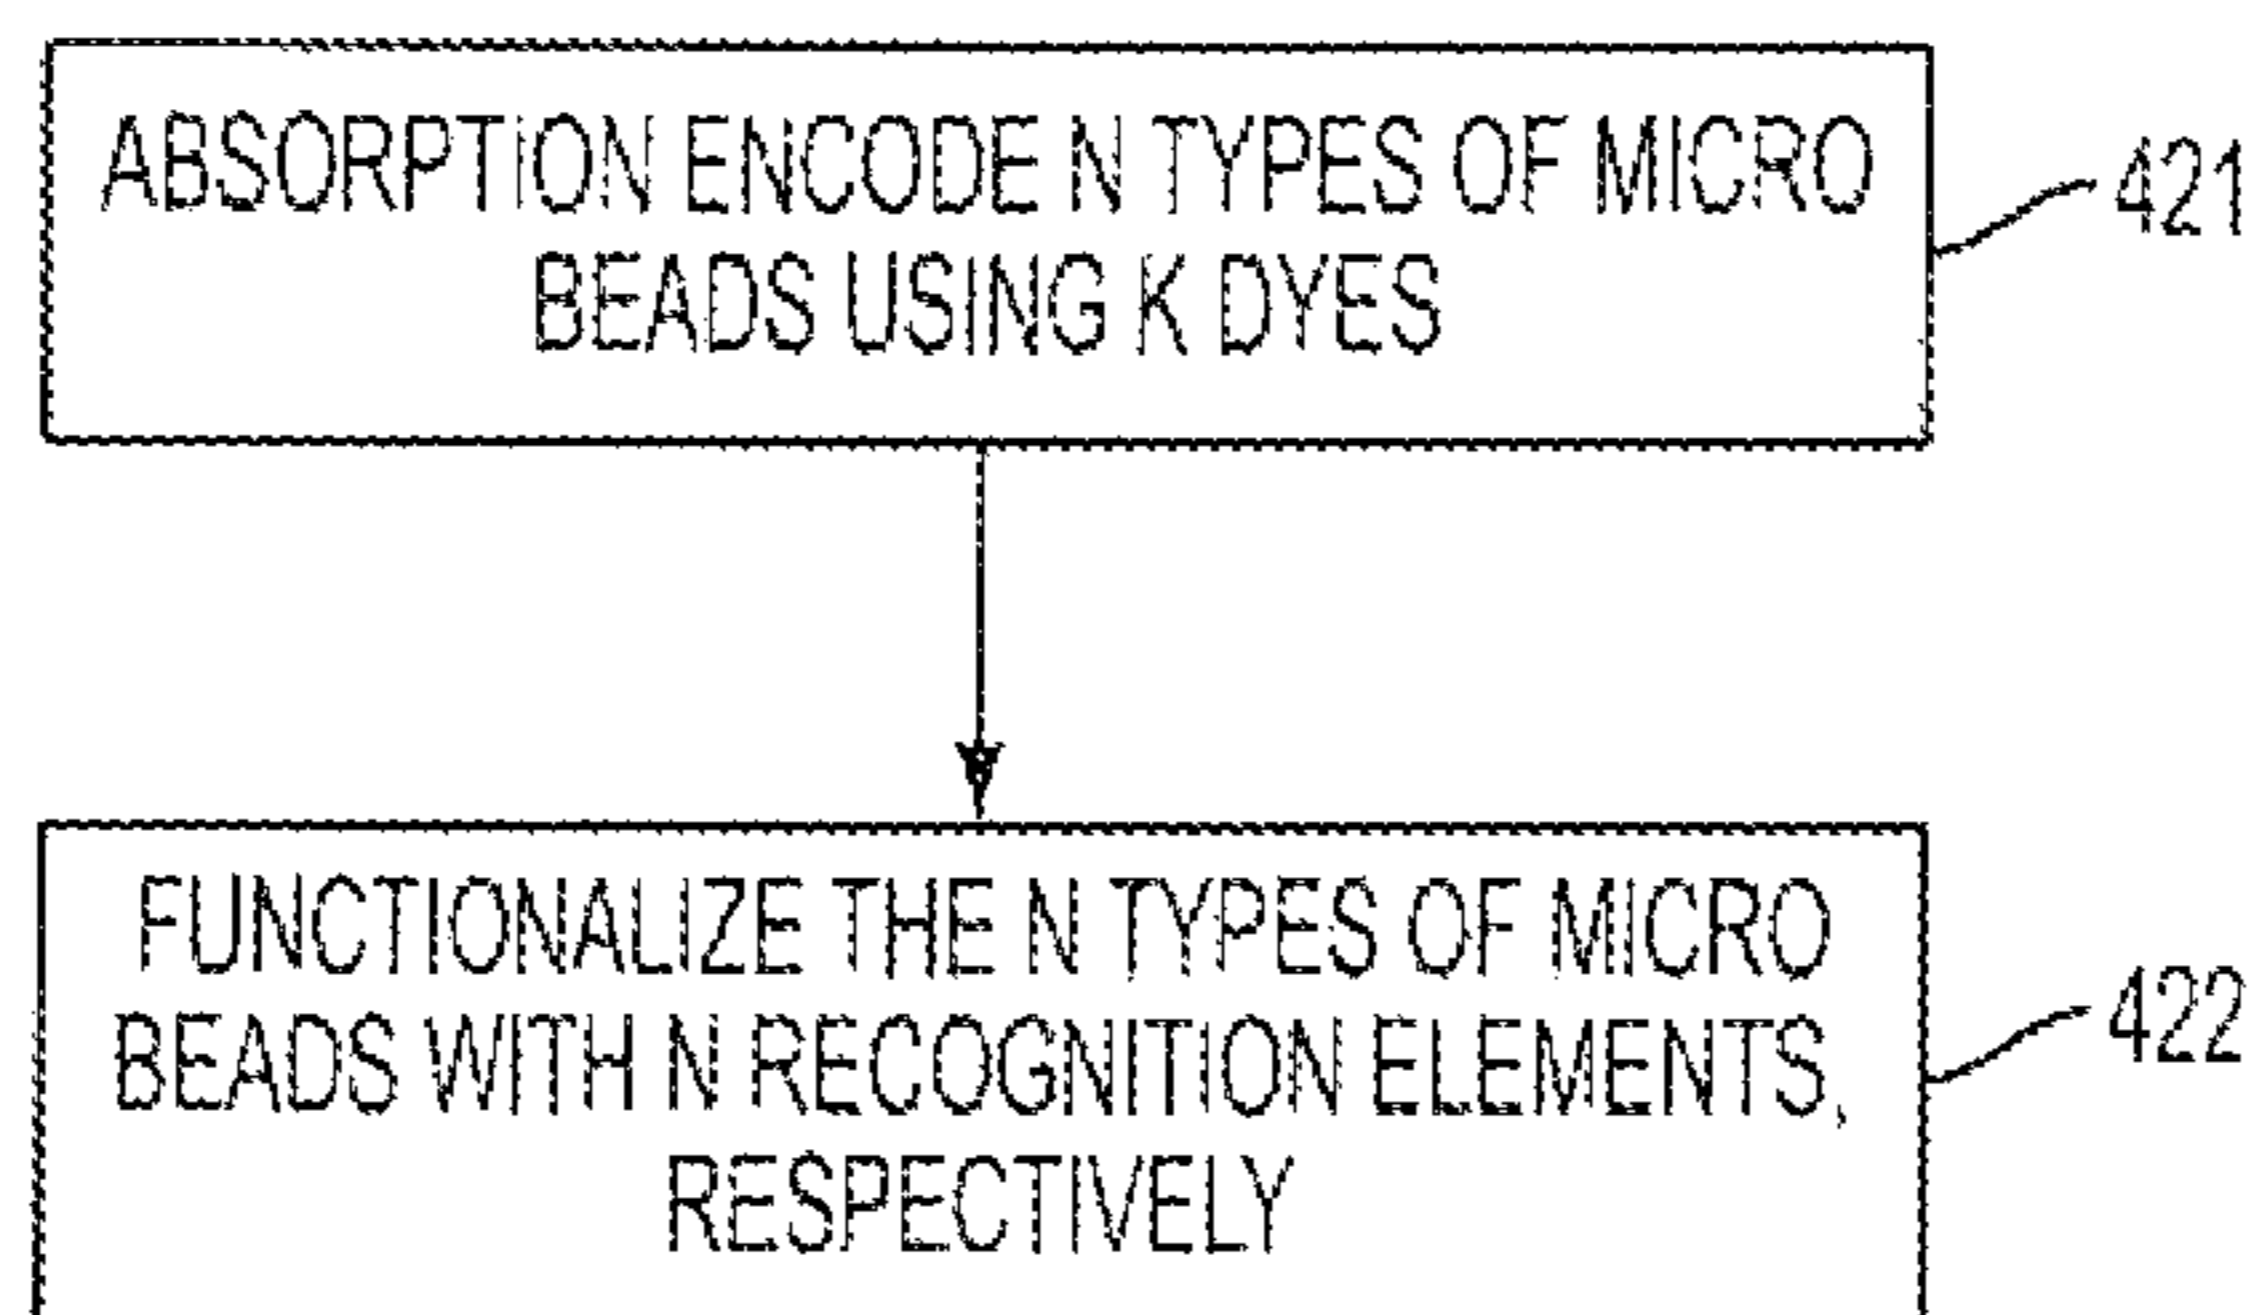 ABSORPTION ENCODE N TYPES OF MICRO
BEADS USING K DYES
421
FUNCTIONALIZE THE N TYPES OF MICRO
BEADS WITH N RECOGNITION ELEMENTS,
RESPECTIVELY
422